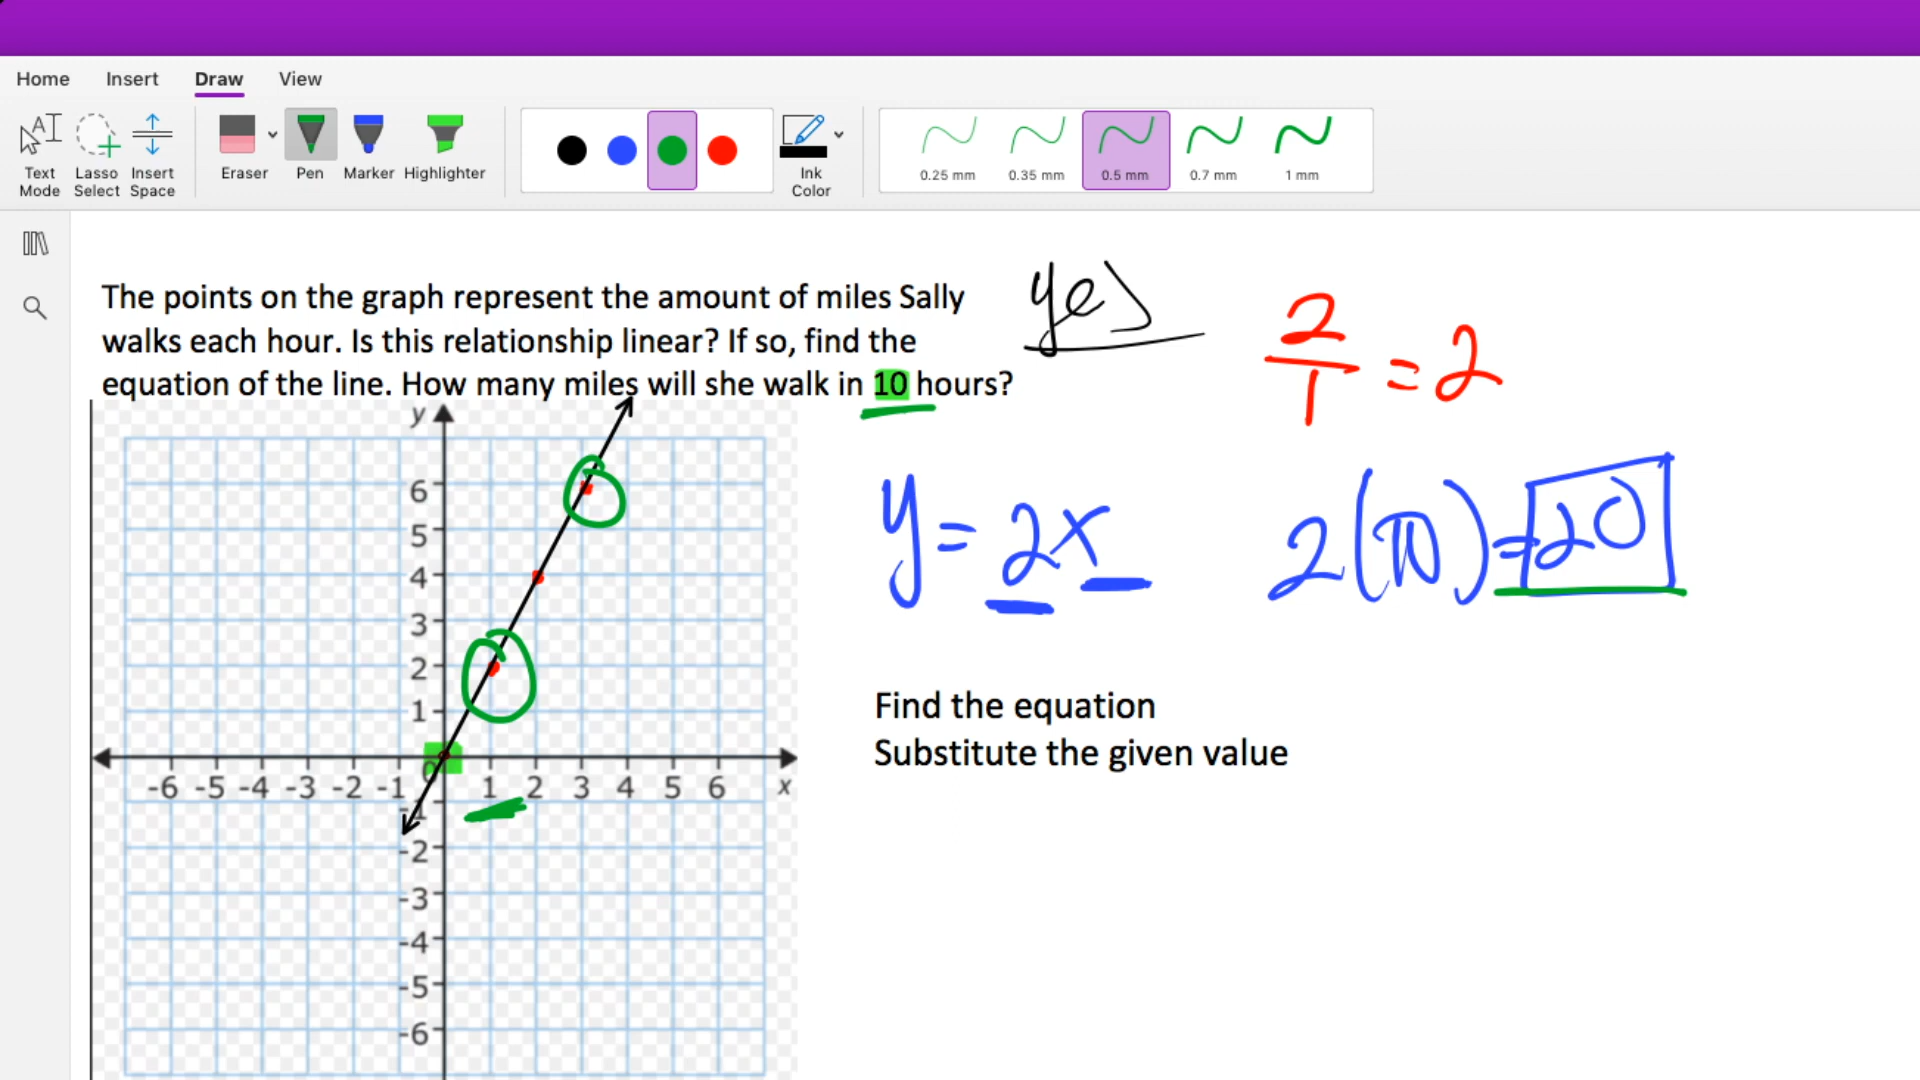 Home Insert Draw View
Text Mode Lasso Select Insert Space Eraser Pen Marker Highlighter Ink Color 0.25 mm 0.35 mm 0.5 mm 0.7 mm 1 mm
The points on the graph represent the amount of miles Sally
walks each hour. Is this relationship linear? If so, find the
equation of the line. How many miles will she walk in 10 hours?
yes
2/1 = 2
y = 2x
2(10) = 20
Find the equation
Substitute the given value
y
6
5
4
3
2
1
-6 -5 -4 -3 -2 -1 0 1 2 3 4 5 6 x
-1
-2
-3
-4
-5
-6